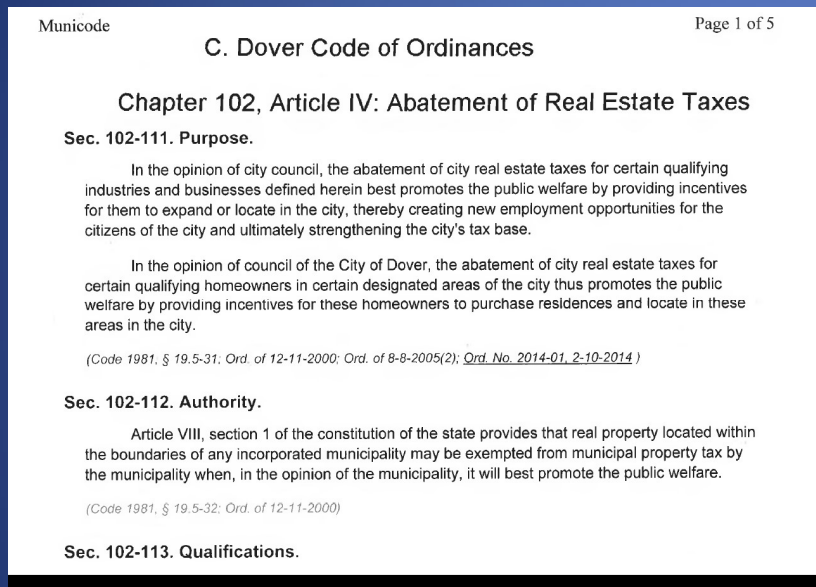 Municode
Page 1 of 5
C. Dover Code of Ordinances
Chapter 102, Article IV: Abatement of Real Estate Taxes
Sec. 102-111. Purpose.
In the opinion of city council, the abatement of city real estate taxes for certain qualifying
industries and businesses defined herein best promotes the public welfare by providing incentives
for them to expand or locate in the city, thereby creating new employment opportunities for the
citizens of the city and ultimately strengthening the city's tax base.
In the opinion of council of the City of Dover, the abatement of city real estate taxes for
certain qualifying homeowners in certain designated areas of the city thus promotes the public
welfare by providing incentives for these homeowners to purchase residences and locate in these
areas in the city.
(Code 1981, § 19.5-31; Ord. of 12-11-2000; Ord. of 8-8-2005(2); Ord. No. 2014-01, 2-10-2014 )
Sec. 102-112. Authority.
Article VIII, section 1 of the constitution of the state provides that real property located within
the boundaries of any incorporated municipality may be exempted from municipal property tax by
the municipality when, in the opinion of the municipality, it will best promote the public welfare.
(Code 1981, § 19.5-32; Ord. of 12-11-2000)
Sec. 102-113. Qualifications.